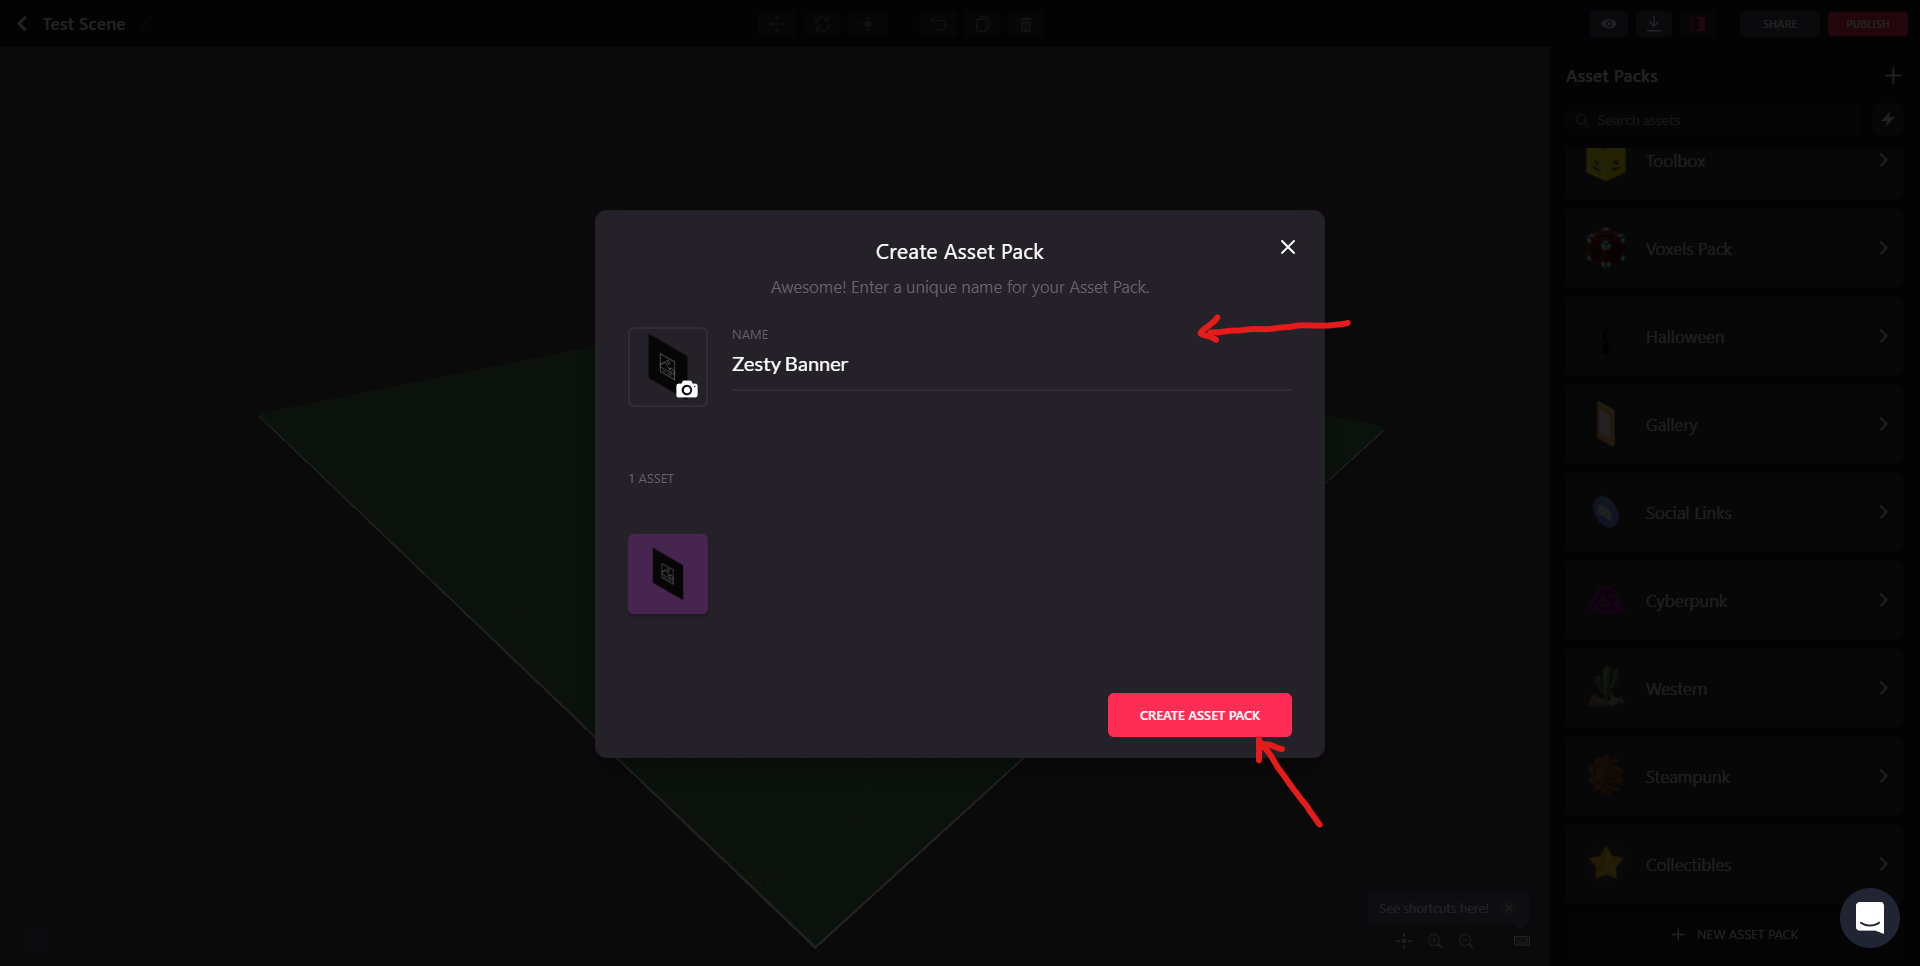 Test Scene
SHARE
PUBLISH
Asset Packs
Search assets
Toolbox
Voxels Pack
Halloween
Gallery
Social Links
Cyberpunk
Western
Steampunk
Collectibles
NEW ASSET PACK
Create Asset Pack
Awesome! Enter a unique name for your Asset Pack.
NAME
Zesty Banner
1 ASSET
CREATE ASSET PACK
See shortcuts here!